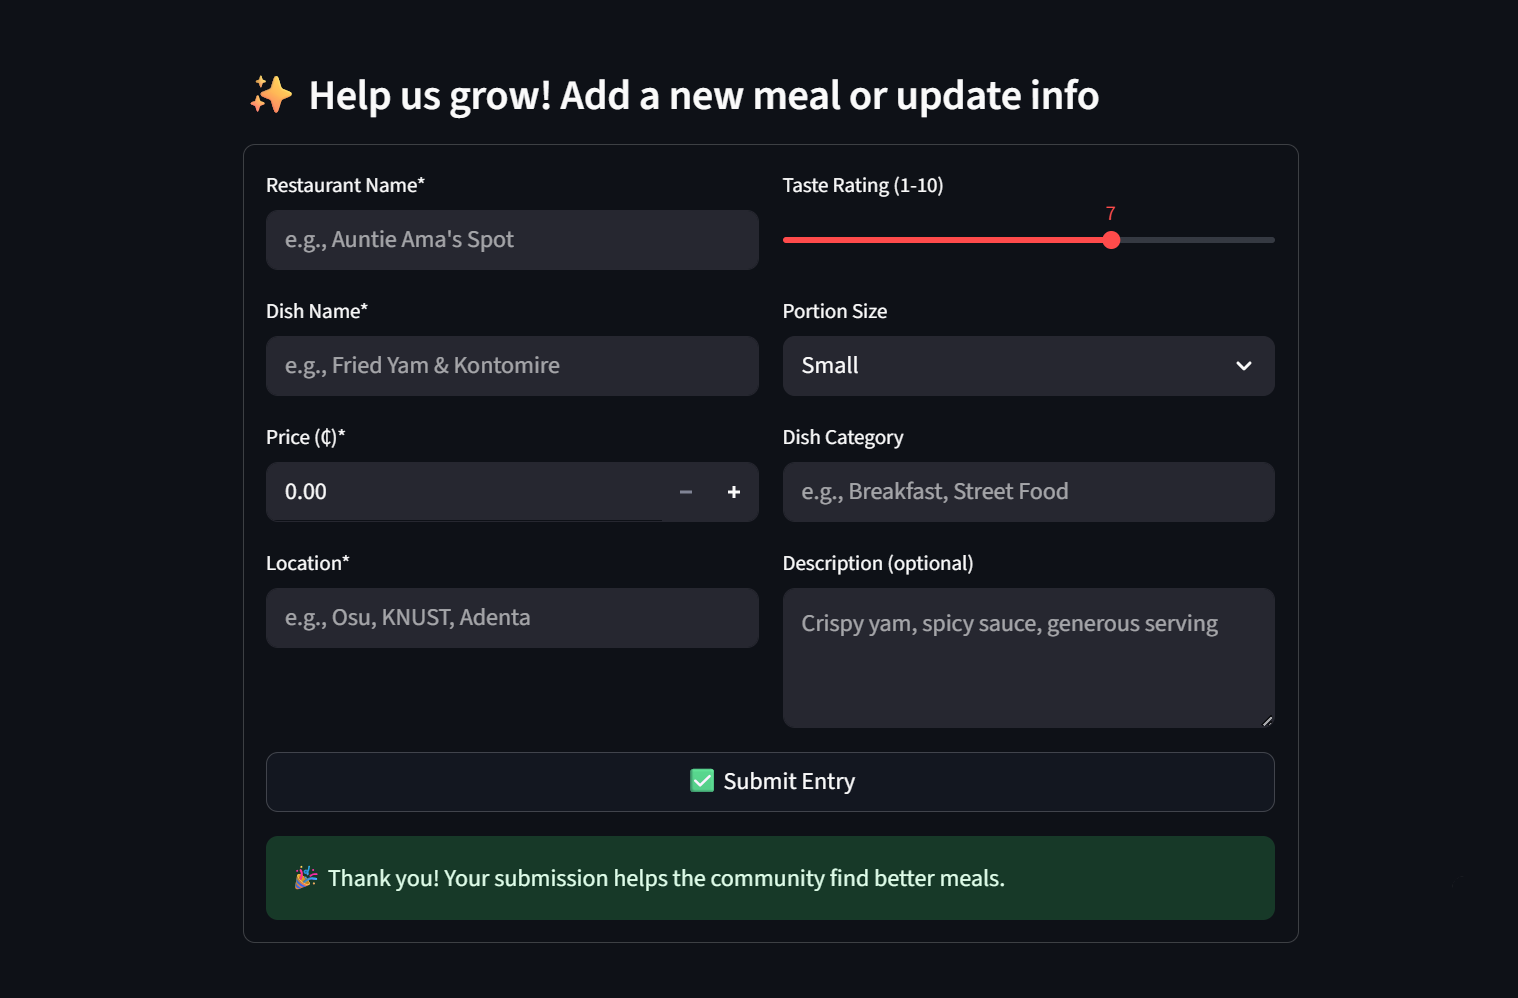 ✨ Help us grow! Add a new meal or update info
Restaurant Name*
e.g., Auntie Ama's Spot
Taste Rating (1-10)
7
Dish Name*
e.g., Fried Yam & Kontomire
Portion Size
Small
Price (₵)*
0.00
Dish Category
e.g., Breakfast, Street Food
Location*
e.g., Osu, KNUST, Adenta
Description (optional)
Crispy yam, spicy sauce, generous serving
✅ Submit Entry
🎉 Thank you! Your submission helps the community find better meals.